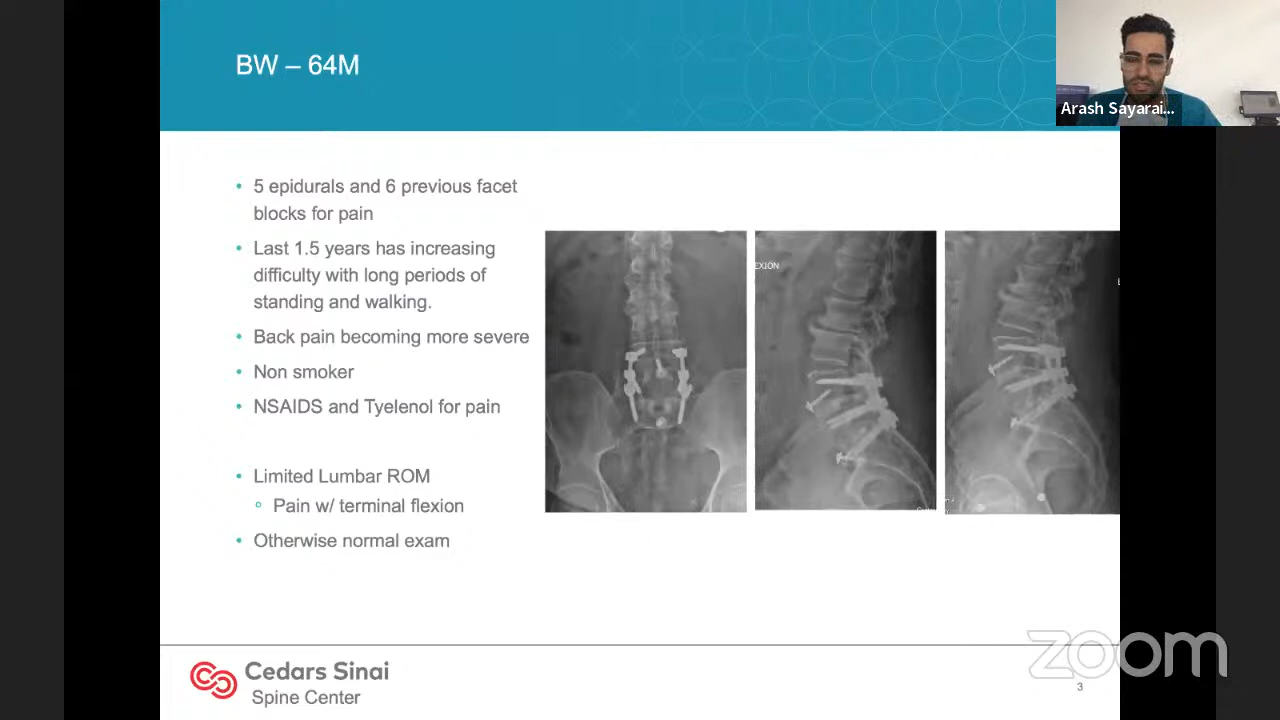 BW – 64M
Arash Sayarai...
5 epidurals and 6 previous facet
blocks for pain
Last 1.5 years has increasing
difficulty with long periods of
standing and walking.
Back pain becoming more severe
Non smoker
NSAIDS and Tyelenol for pain
Limited Lumbar ROM
Pain w/ terminal flexion
Otherwise normal exam
EXION
L
Cedars Sinai
Spine Center
zoom
3